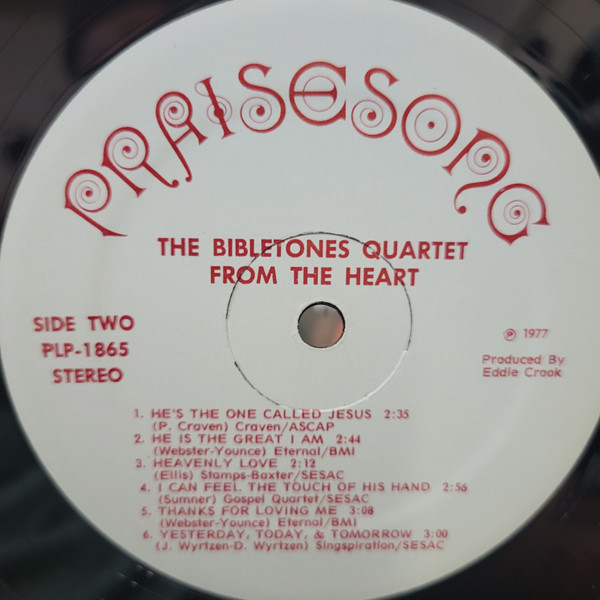 PRAISESONG
THE BIBLETONES QUARTET
FROM THE HEART
SIDE TWO
PLP-1865
STEREO
℗ 1977
Produced By
Eddie Crook
1. HE'S THE ONE CALLED JESUS 2:35
(P. Craven) Craven/ASCAP
2. HE IS THE GREAT I AM 2:44
(Webster-Younce) Eternal/BMI
3. HEAVENLY LOVE 2:12
(Ellis) Stamps-Baxter/SESAC
4. I CAN FEEL THE TOUCH OF HIS HAND 2:56
(Sumner) Gospel Quartet/SESAC
5. THANKS FOR LOVING ME 3:08
(Webster-Younce) Eternal/BMI
6. YESTERDAY, TODAY, & TOMORROW 3:00
(J. Wyrtzen-D. Wyrtzen) Singspiration/SESAC